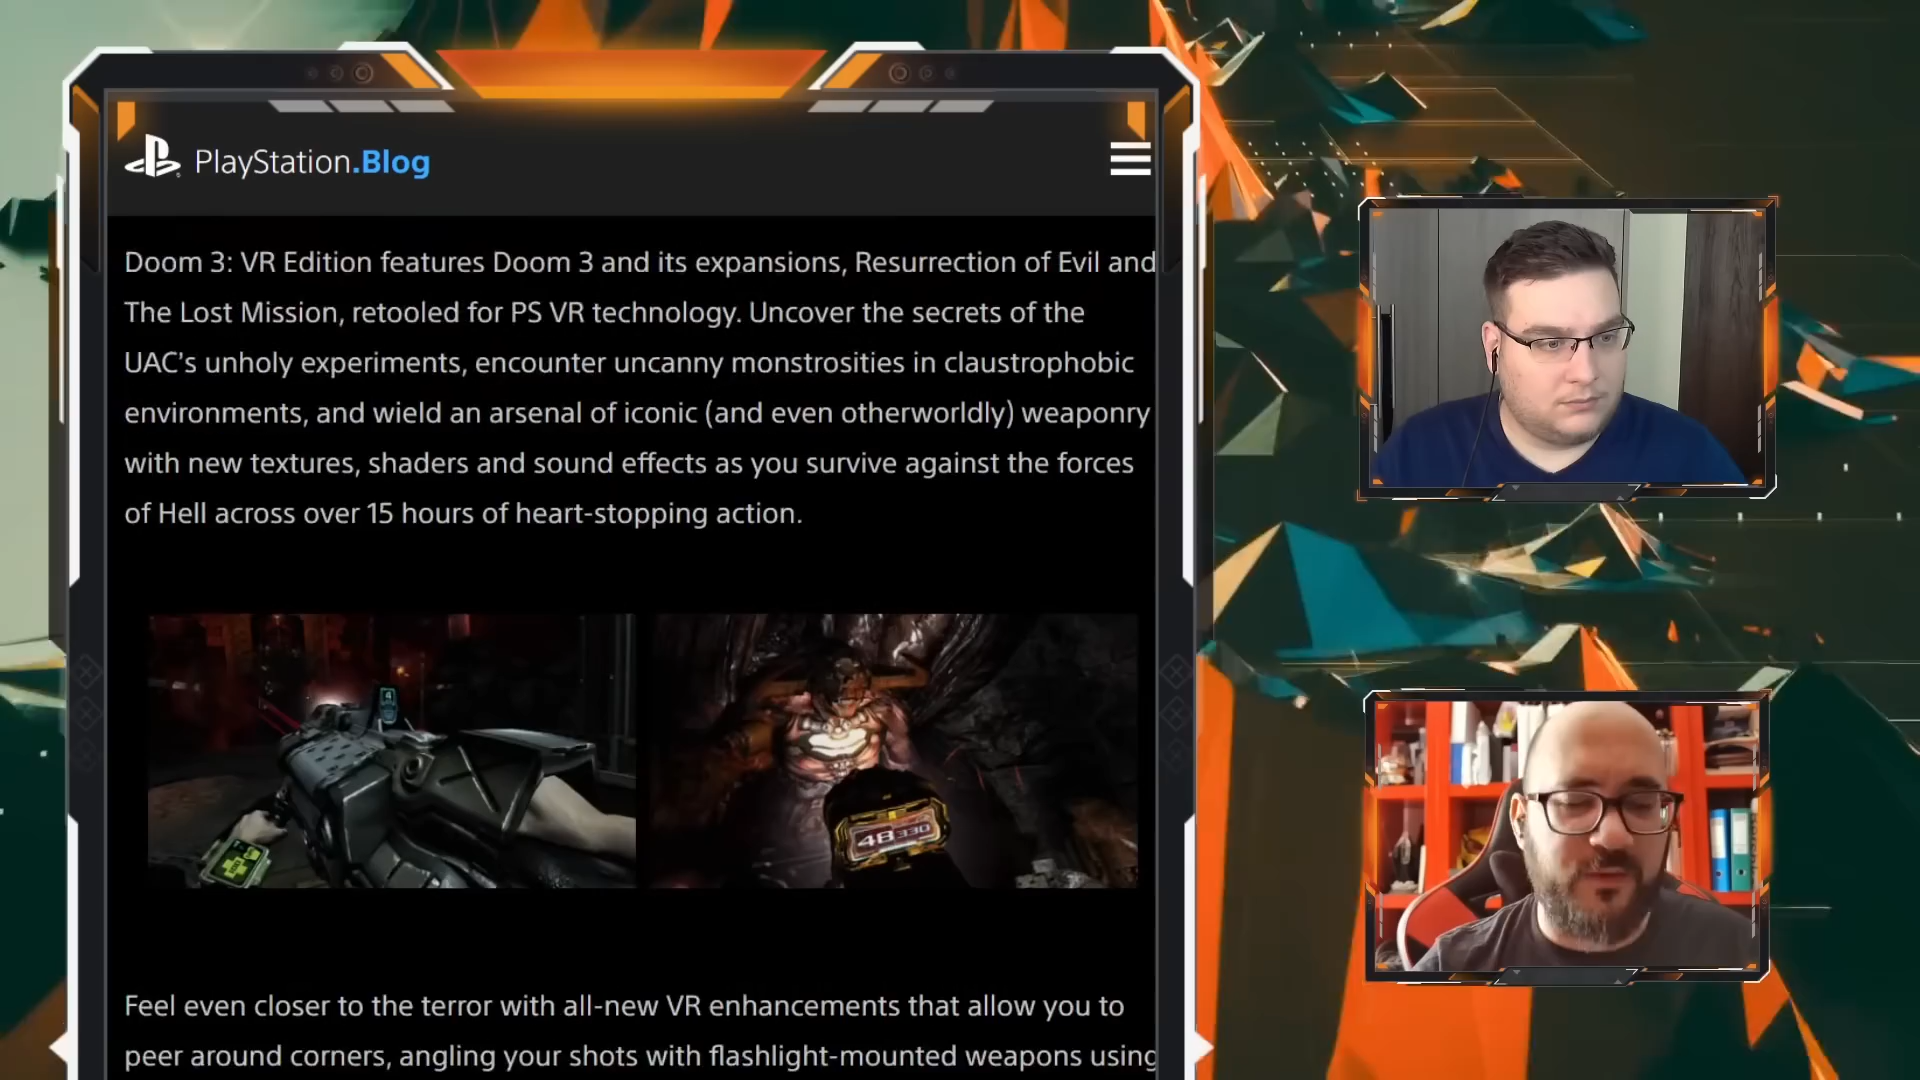 PlayStation.Blog
Doom 3: VR Edition features Doom 3 and its expansions, Resurrection of Evil and
The Lost Mission, retooled for PS VR technology. Uncover the secrets of the
UAC's unholy experiments, encounter uncanny monstrosities in claustrophobic
environments, and wield an arsenal of iconic (and even otherworldly) weaponry
with new textures, shaders and sound effects as you survive against the forces
of Hell across over 15 hours of heart-stopping action.
4
48 330
Feel even closer to the terror with all-new VR enhancements that allow you to
peer around corners, angling your shots with flashlight-mounted weapons using